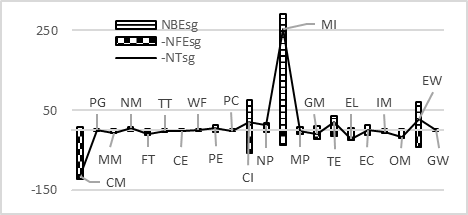 NBEsg
-NFEsg
-NTsg
250
MI
50
PG NM TT WF PC GM EL IM EW
MM FT CE PE NP MP TE EC OM GW
CM CI
-150